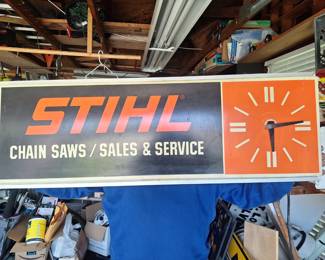 STIHL
CHAIN SAWS / SALES & SERVICE